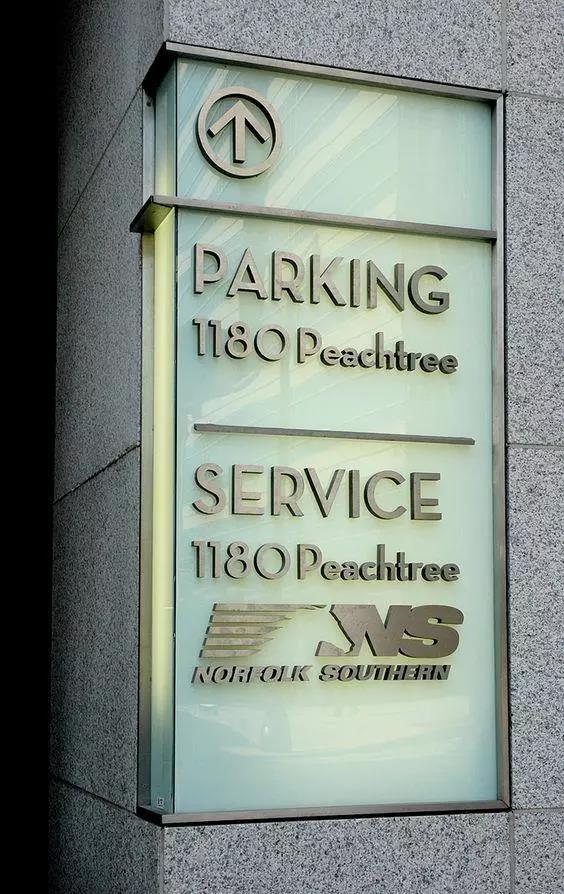 PARKING
1180 Peachtree
SERVICE
1180 Peachtree
NS
NORFOLK SOUTHERN